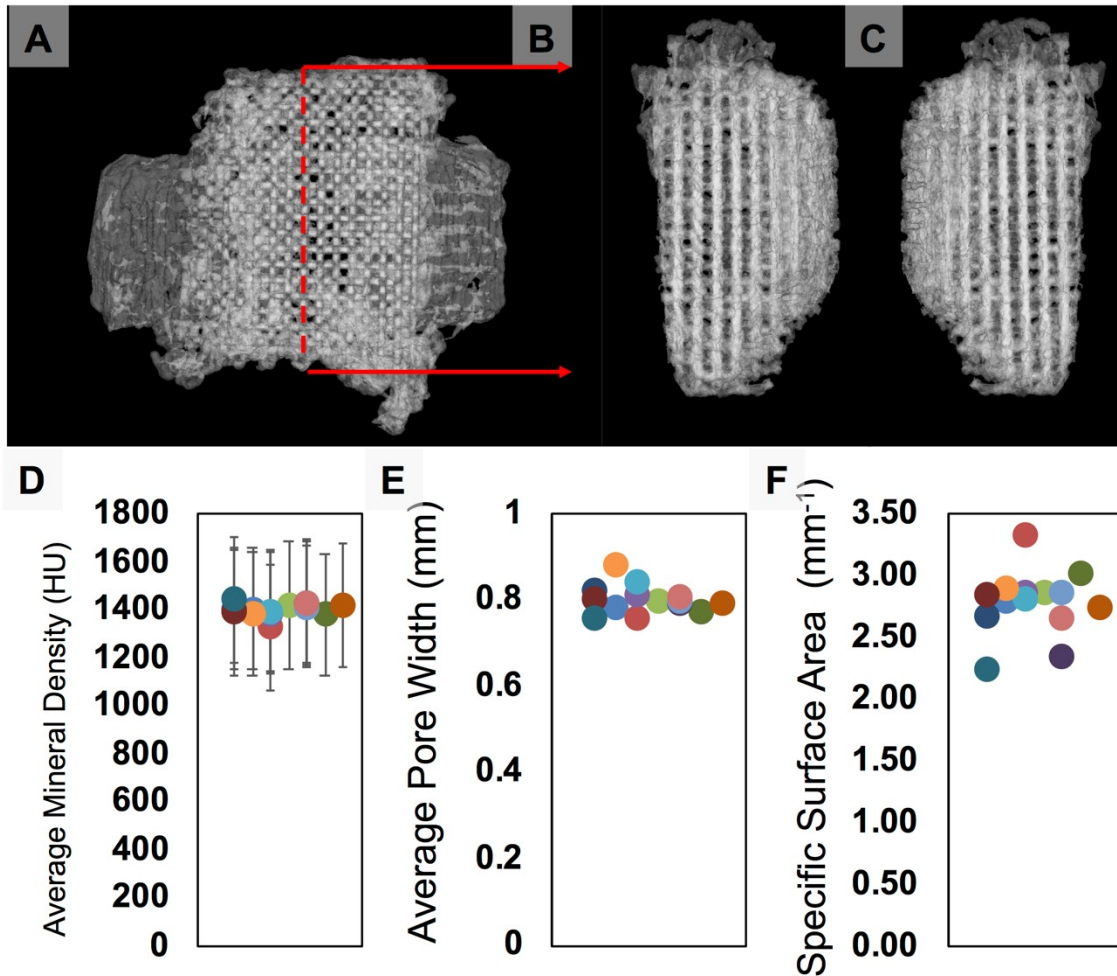 A
B
C
D
Average Mineral Density (HU)
1800
1600
1400
1200
1000
800
600
400
200
0
E
Average Pore Width (mm)
1
0.8
0.6
0.4
0.2
0
F
Specific Surface Area (mm-1)
3.50
3.00
2.50
2.00
1.50
1.00
0.50
0.00